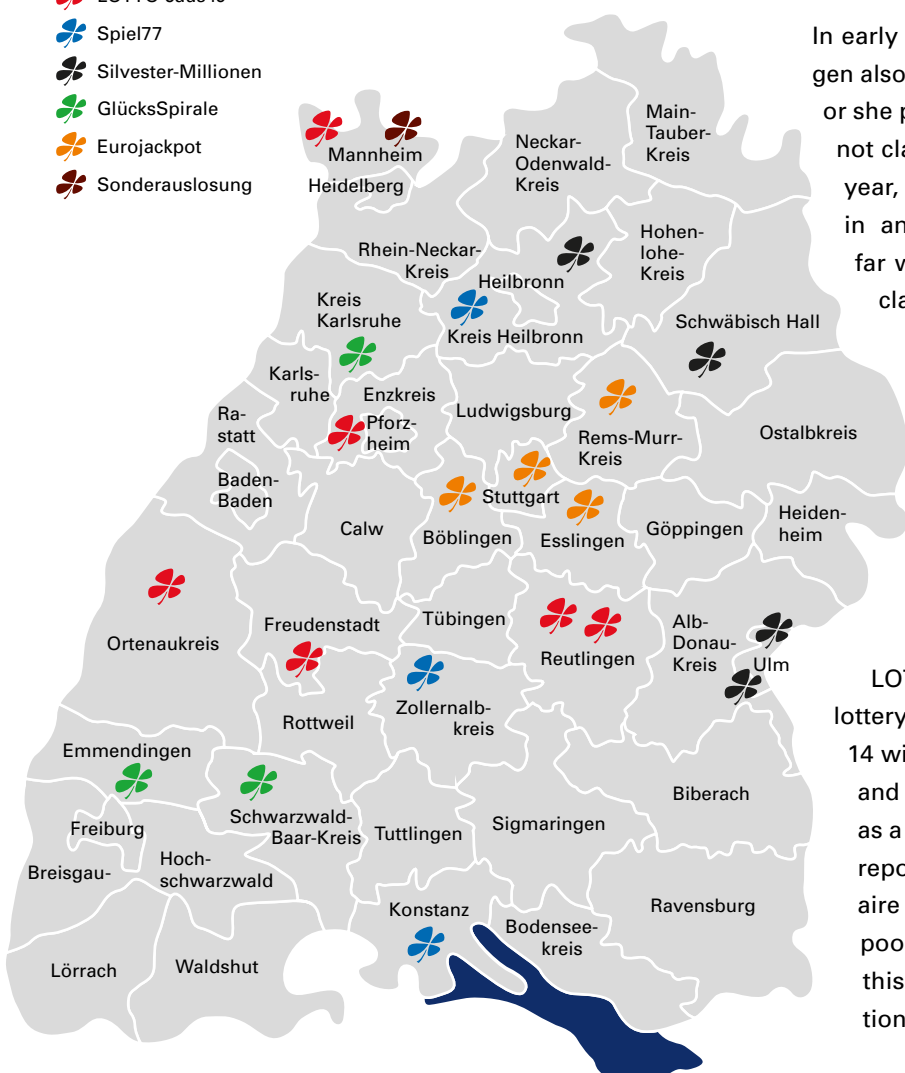 LOTTO 6aus49
Spiel77
Silvester-Millionen
GlücksSpirale
Eurojackpot
Sonderauslosung
Mannheim
Heidelberg
Neckar-
Odenwald-
Kreis
Main-
Tauber-
Kreis
Rhein-Neckar-
Kreis
Heilbronn
Hohen-
lohe-
Kreis
Kreis
Karlsruhe
Kreis Heilbronn
Schwäbisch Hall
Karls-
ruhe
Enzkreis
Pforz-
heim
Ludwigsburg
Rems-Murr-
Kreis
Ostalbkreis
Ra-
statt
Baden-
Baden
Calw
Böblingen
Stuttgart
Esslingen
Göppingen
Heiden-
heim
Ortenaukreis
Freudenstadt
Tübingen
Reutlingen
Alb-
Donau-
Kreis
Ulm
Rottweil
Zollernalb-
kreis
Emmendingen
Freiburg
Breisgau-
Hoch-
schwarzwald
Schwarzwald-
Baar-Kreis
Tuttlingen
Sigmaringen
Biberach
Konstanz
Bodensee-
kreis
Ravensburg
Lörrach
Waldshut
In early
gen also
or she p
not cla
year,
in an
far w
cla
LOT
lottery
14 wi
and
as a
repo
aire
poo
this
tion